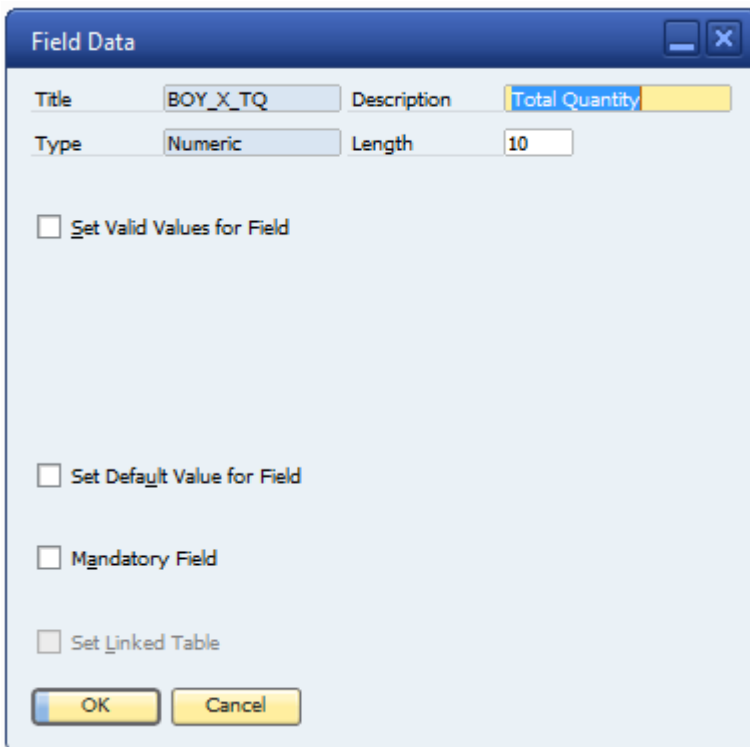 Field Data
Title BOY_X_TQ Description Total Quantity
Type Numeric Length 10
Set Valid Values for Field
Set Default Value for Field
Mandatory Field
Set Linked Table
OK Cancel